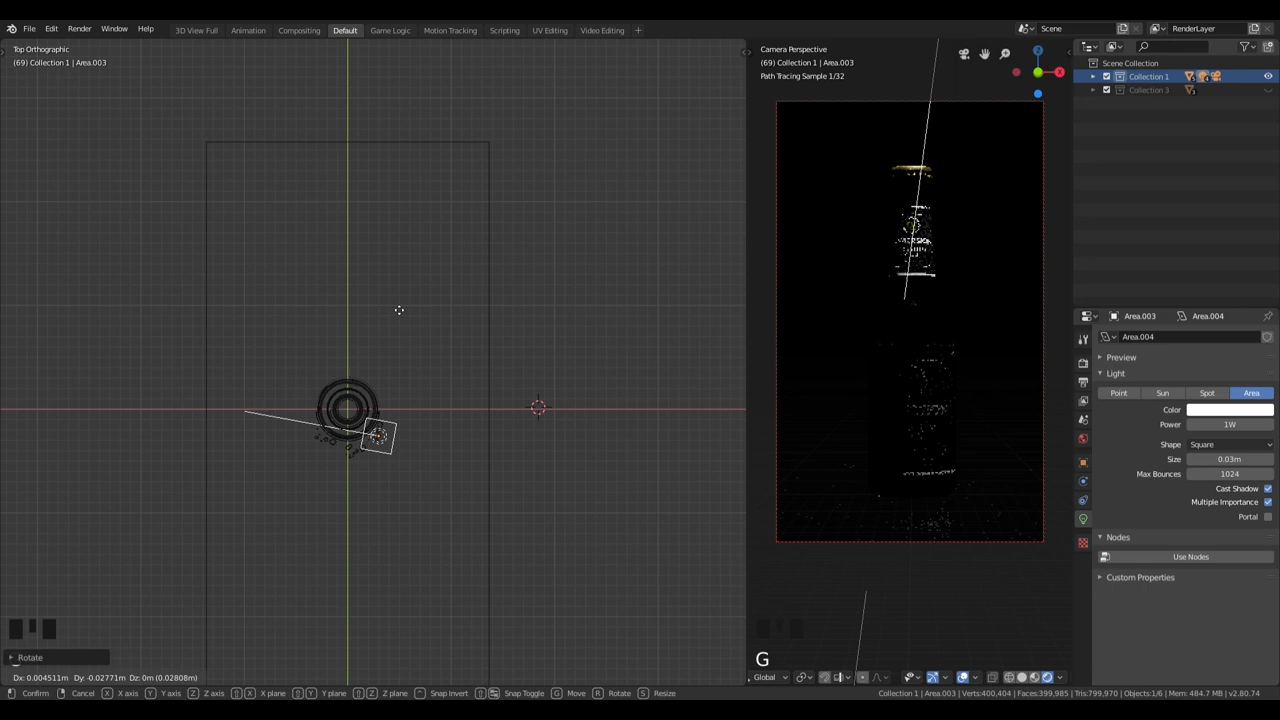 File Edit Render Window Help 3D View Full Animation Compositing Default Game Logic Motion Tracking Scripting UV Editing Video Editing + Scene RenderLayer
Top Orthographic
(69) Collection 1 | Area.003
Camera Perspective
(69) Collection 1 | Area.003
Path Tracing Sample 1/32
Z
X
Scene Collection
Collection 1
Collection 3
Area.003 Area.004
Area.004
Preview
Light
Point Sun Spot Area
Color
Power 1W
Shape Square
Size 0.03m
Max Bounces 1024
Cast Shadow
Multiple Importance
Portal
Nodes
Use Nodes
Custom Properties
Rotate
G
Dx: 0.004511m Dy: -0.02771m Dz: 0m (0.02808m)
Global
Confirm Cancel X X axis Y Y axis Z Z axis X X plane Y Y plane Z Z plane Snap Invert Snap Toggle G Move R Rotate S Resize
Collection 1 | Area.003 | Verts:400,404 | Faces:399,985 | Tris:799,970 | Objects:1/6 | Mem: 484.7 MB | v2.80.74